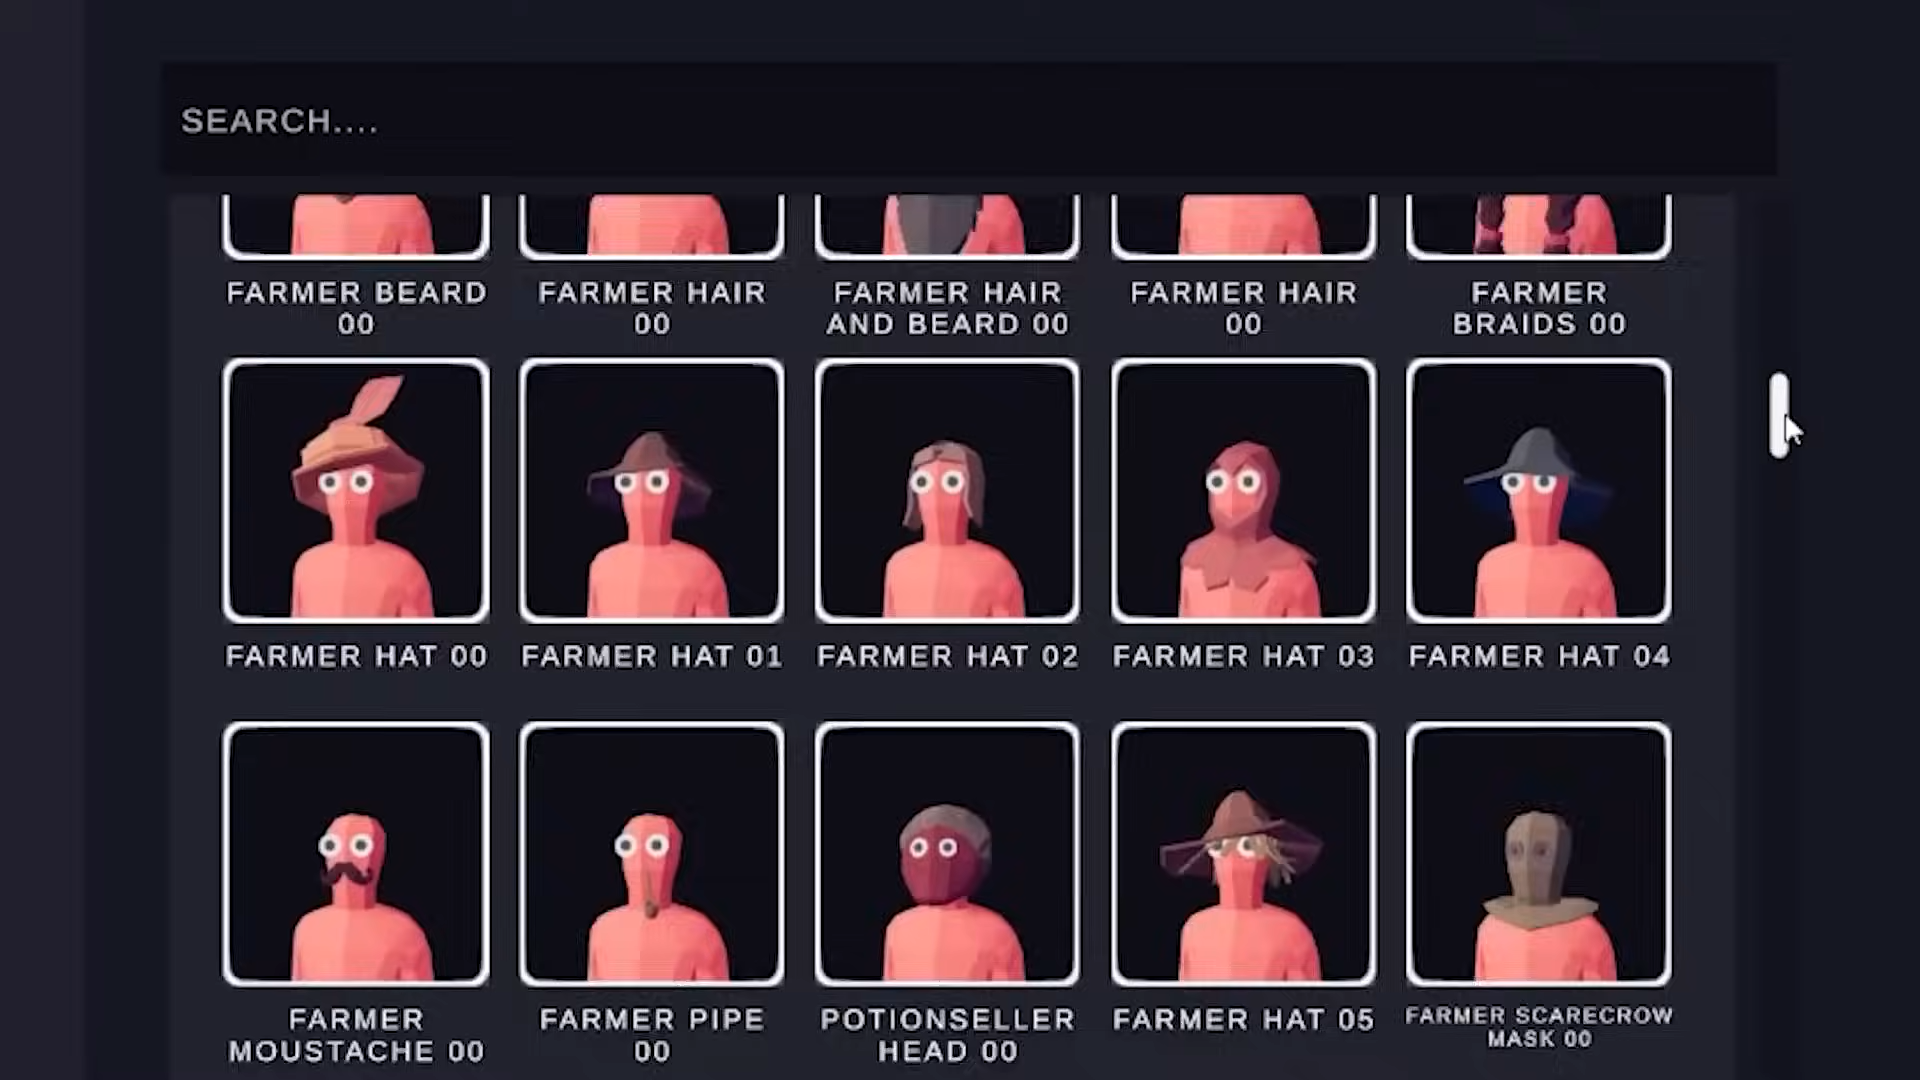 SEARCH....
FARMER BEARD
00
FARMER HAIR
00
FARMER HAIR
AND BEARD 00
FARMER HAIR
00
FARMER
BRAIDS 00
FARMER HAT 00
FARMER HAT 01
FARMER HAT 02
FARMER HAT 03
FARMER HAT 04
FARMER
MOUSTACHE 00
FARMER PIPE
00
POTIONSELLER
HEAD 00
FARMER HAT 05
FARMER SCARECROW
MASK 00